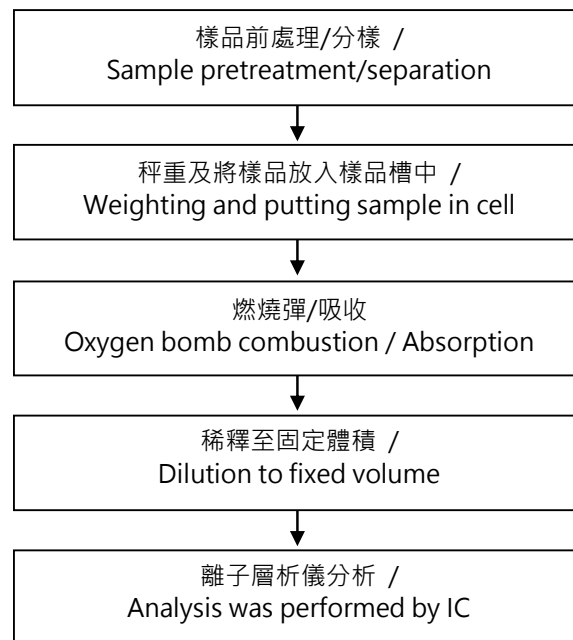 樣品前處理/分樣 /
Sample pretreatment/separation
秤重及將樣品放入樣品槽中 /
Weighting and putting sample in cell
燃燒彈/吸收
Oxygen bomb combustion / Absorption
稀釋至固定體積 /
Dilution to fixed volume
離子層析儀分析 /
Analysis was performed by IC